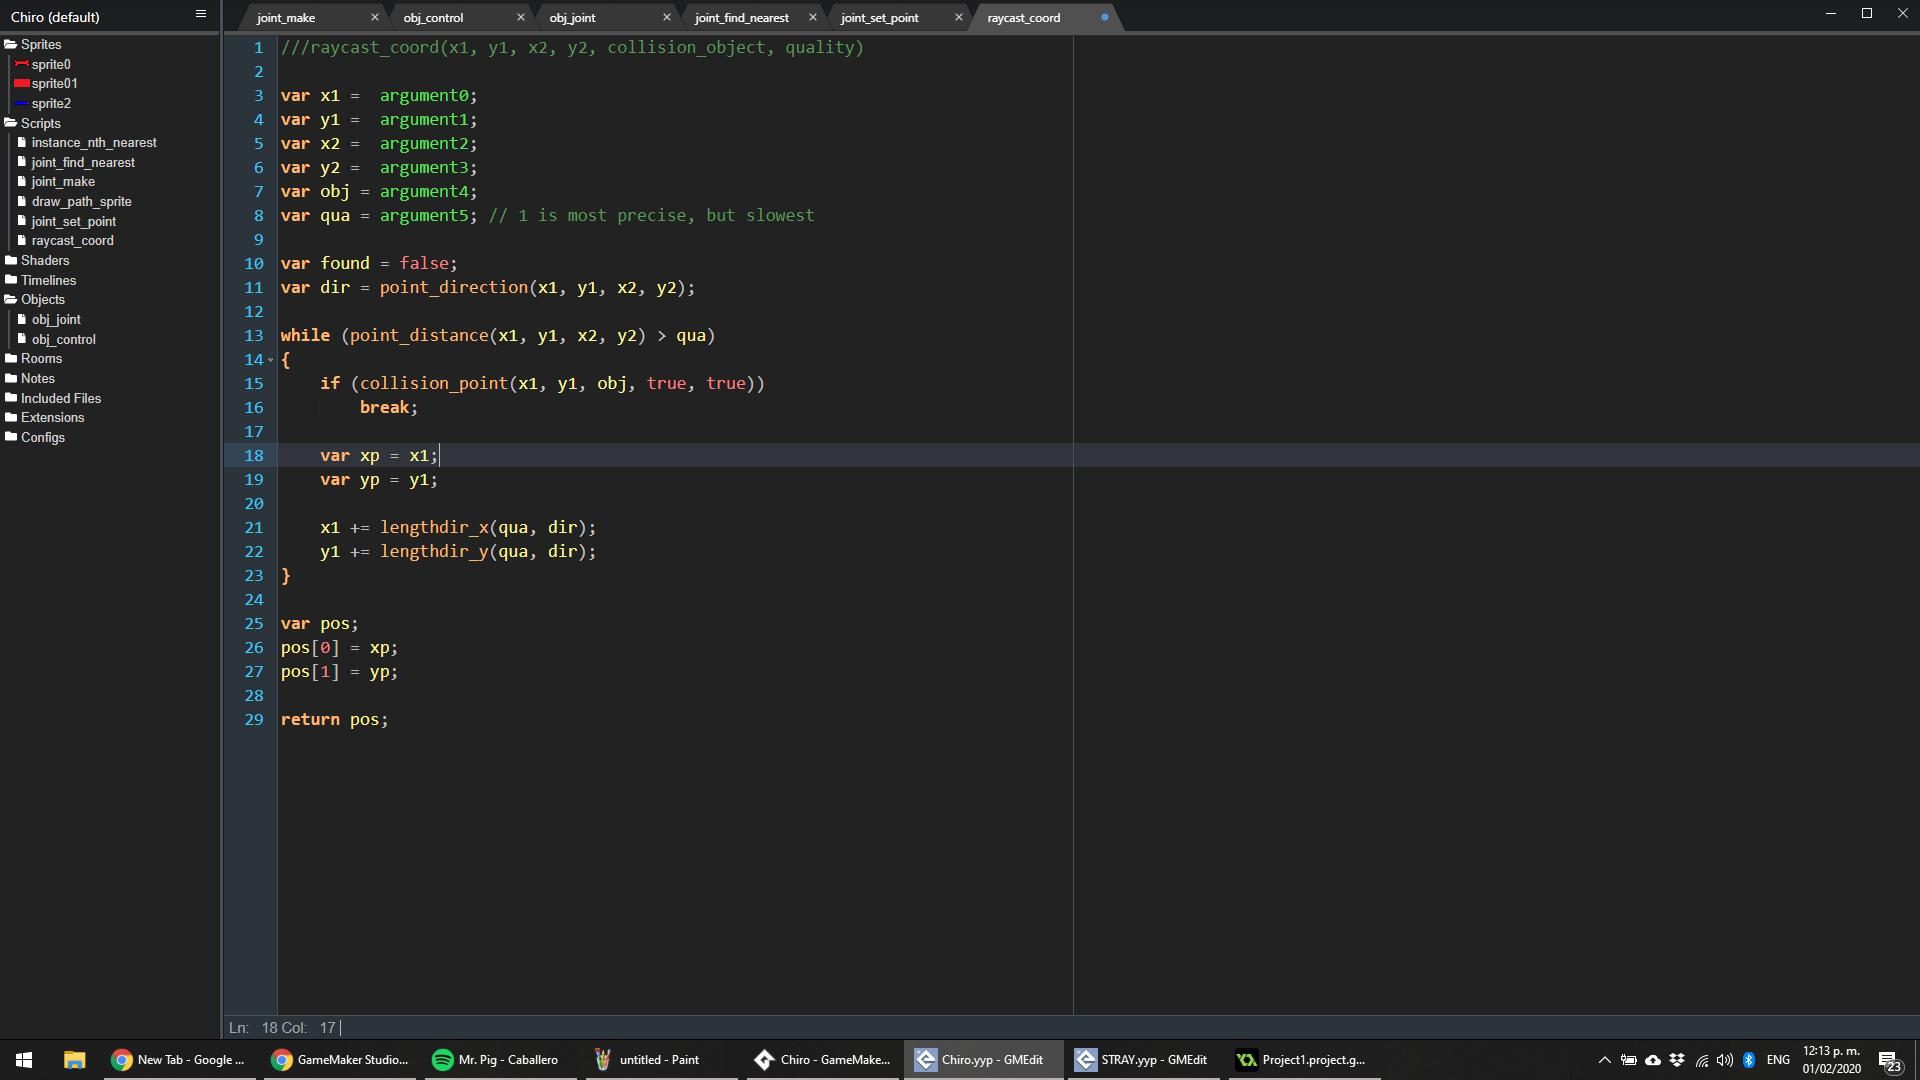 Chiro (default)
joint_make
obj_control
obj_joint
joint_find_nearest
joint_set_point
raycast_coord
Sprites
sprite0
sprite01
sprite2
Scripts
instance_nth_nearest
joint_find_nearest
joint_make
draw_path_sprite
joint_set_point
raycast_coord
Shaders
Timelines
Objects
obj_joint
obj_control
Rooms
Notes
Included Files
Extensions
Configs
1 ///raycast_coord(x1, y1, x2, y2, collision_object, quality)
2
3 var x1 =  argument0;
4 var y1 =  argument1;
5 var x2 =  argument2;
6 var y2 =  argument3;
7 var obj = argument4;
8 var qua = argument5; // 1 is most precise, but slowest
9
10 var found = false;
11 var dir = point_direction(x1, y1, x2, y2);
12
13 while (point_distance(x1, y1, x2, y2) > qua)
14 {
15     if (collision_point(x1, y1, obj, true, true))
16         break;
17
18     var xp = x1;
19     var yp = y1;
20
21     x1 += lengthdir_x(qua, dir);
22     y1 += lengthdir_y(qua, dir);
23 }
24
25 var pos;
26 pos[0] = xp;
27 pos[1] = yp;
28
29 return pos;
Ln: 18 Col: 17
New Tab - Google ...
GameMaker Studio...
Mr. Pig - Caballero
untitled - Paint
Chiro - GameMake...
Chiro.yyp - GMEdit
STRAY.yyp - GMEdit
Project1.project.g...
ENG
12:13 p. m.
01/02/2020
23